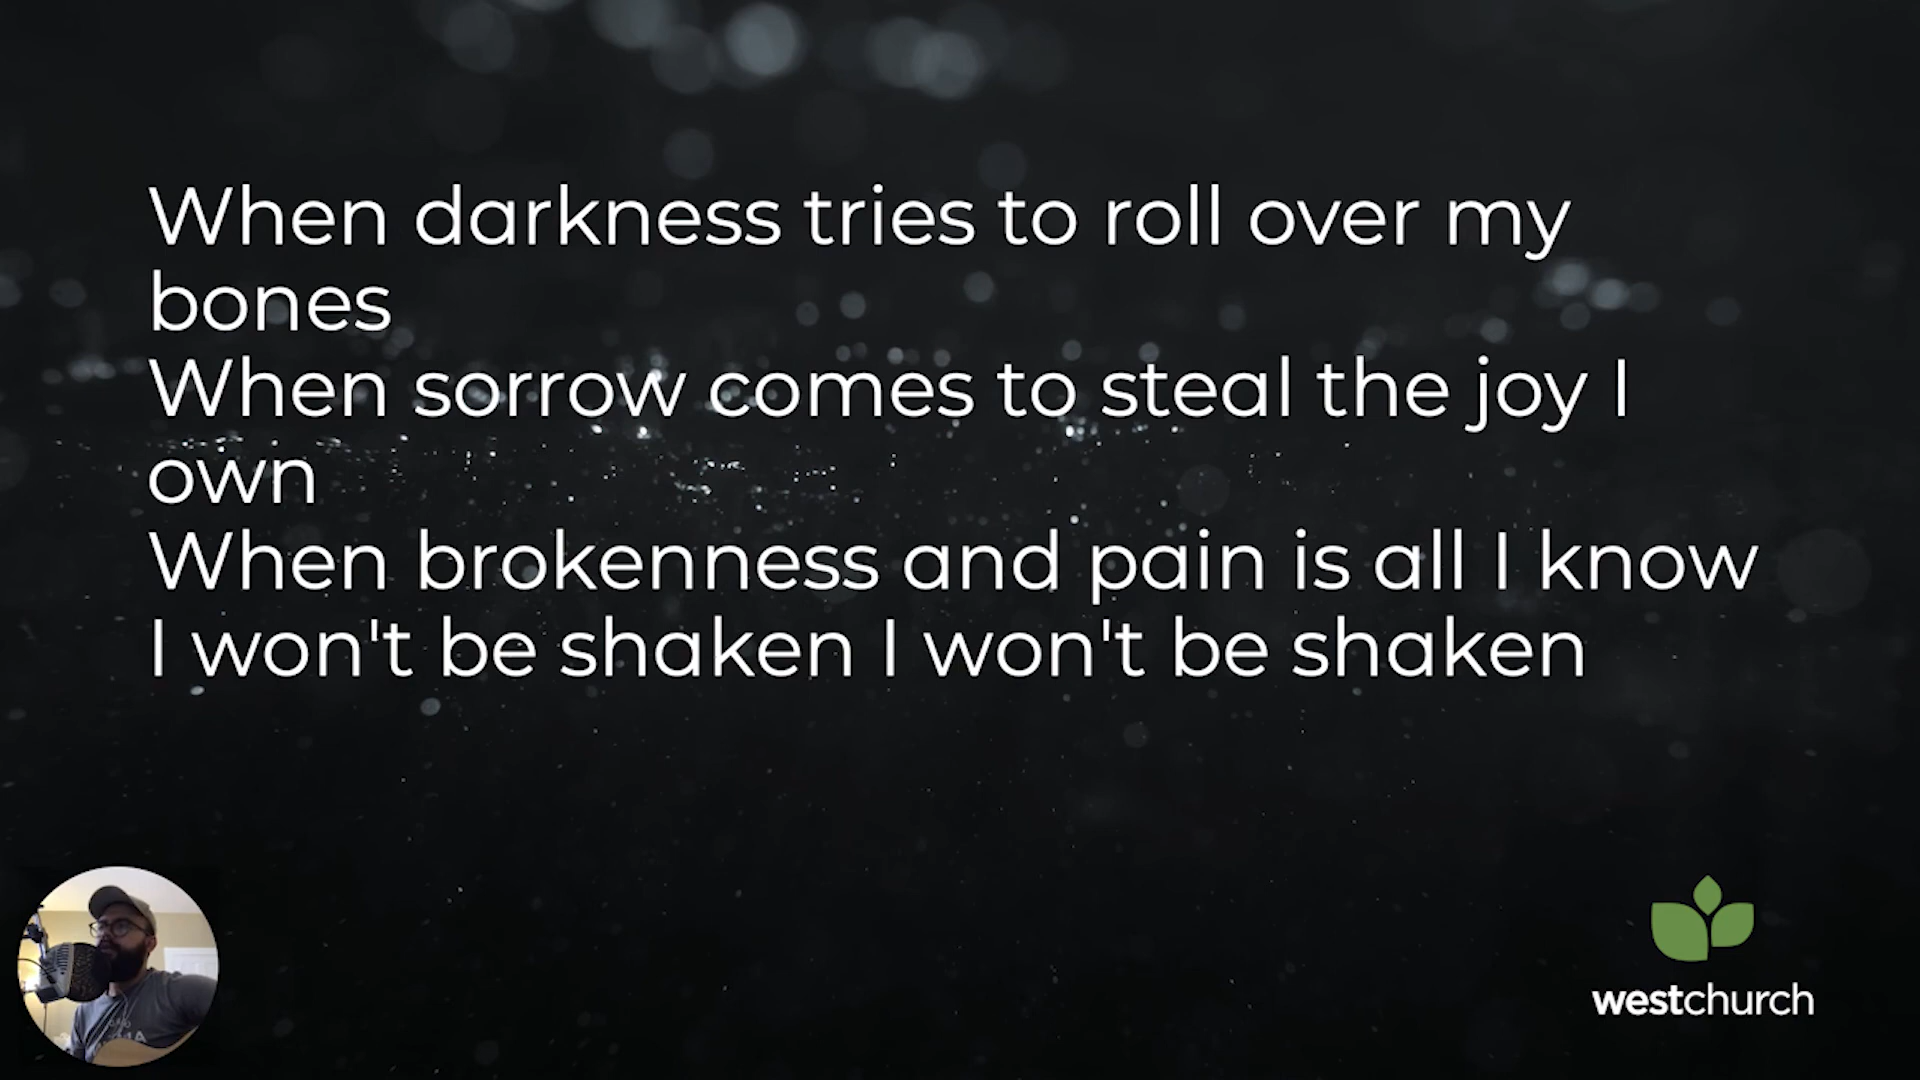 When darkness tries to roll over my
bones
When sorrow comes to steal the joy I
own
When brokenness and pain is all I know
I won't be shaken I won't be shaken
westchurch